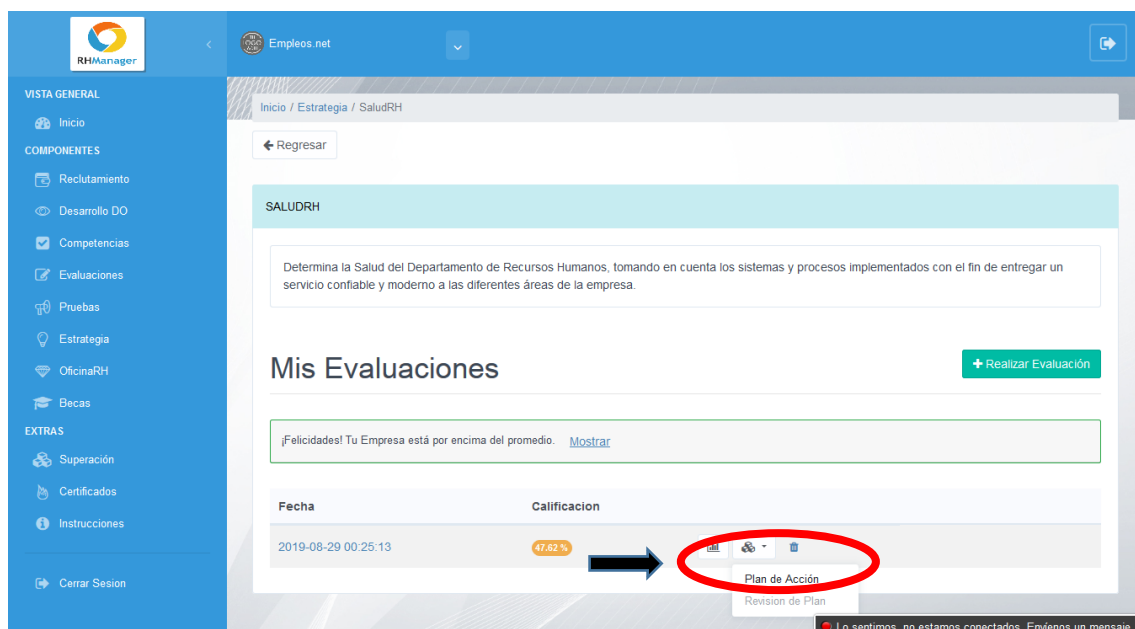 RHManager
Empleos.net
VISTA GENERAL
Inicio
COMPONENTES
Reclutamiento
Desarrollo DO
Competencias
Evaluaciones
Pruebas
Estrategia
OficinaRH
Becas
EXTRAS
Superación
Certificados
Instrucciones
Cerrar Sesion
Inicio / Estrategia / SaludRH
Regresar
SALUDRH
Determina la Salud del Departamento de Recursos Humanos, tomando en cuenta los sistemas y procesos implementados con el fin de entregar un
servicio confiable y moderno a las diferentes áreas de la empresa.
Mis Evaluaciones
+ Realizar Evaluación
¡Felicidades! Tu Empresa está por encima del promedio. Mostrar
Fecha Calificacion
2019-08-29 00:25:13 47.62 %
Plan de Acción
Revision de Plan
Lo sentimos, no estamos conectados. Envíenos un mensaje